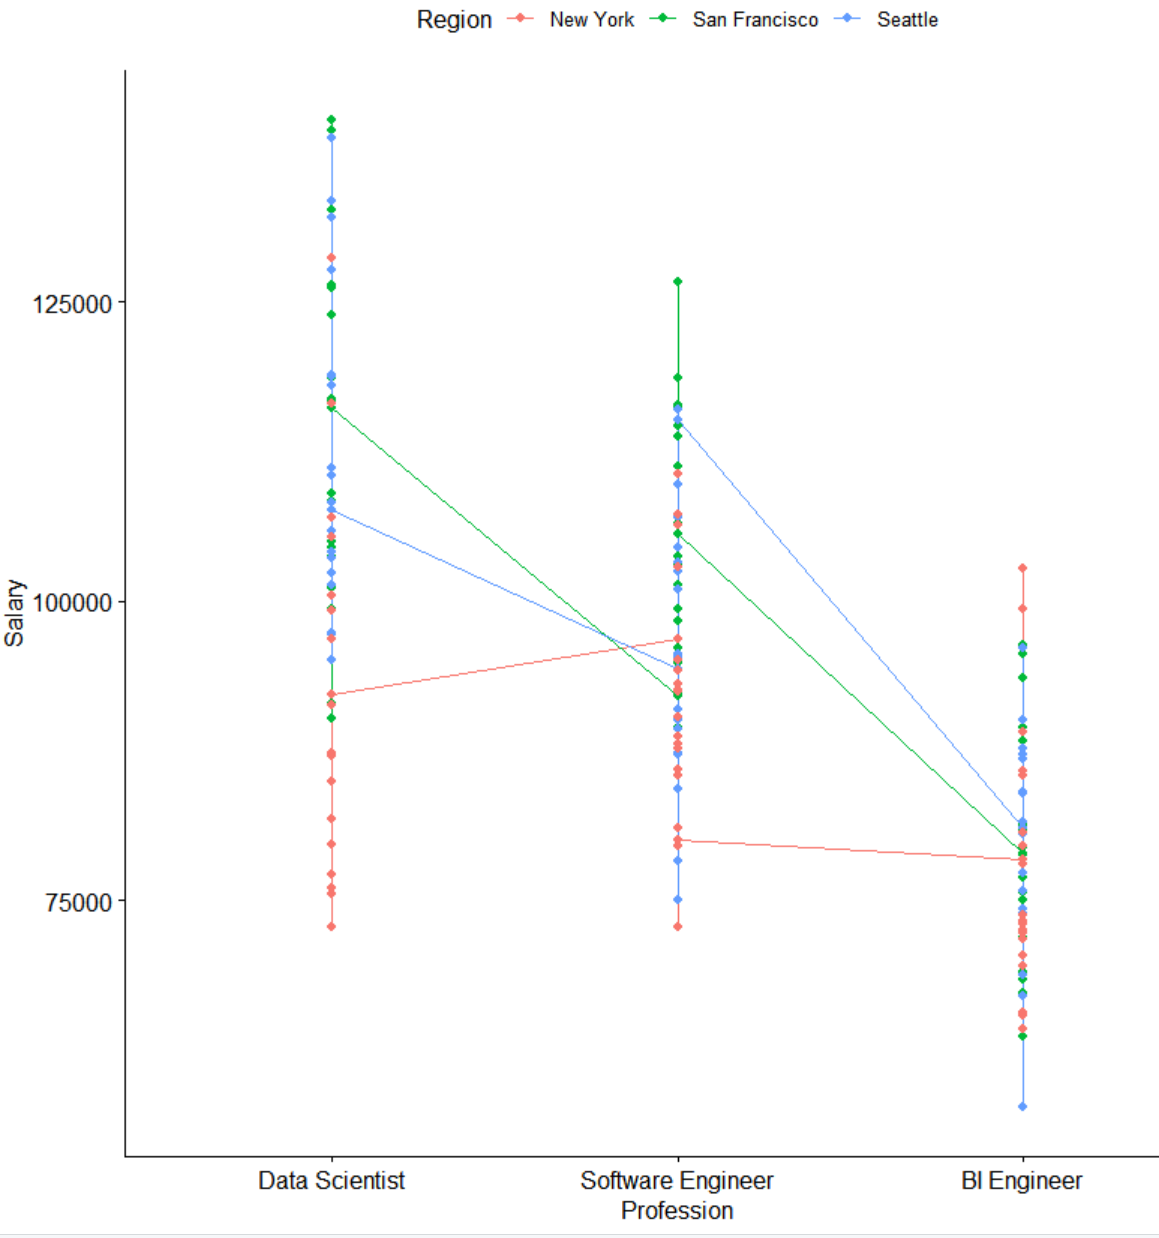 Region New York San Francisco Seattle
125000
100000
75000
Salary
Data Scientist Software Engineer BI Engineer
Profession